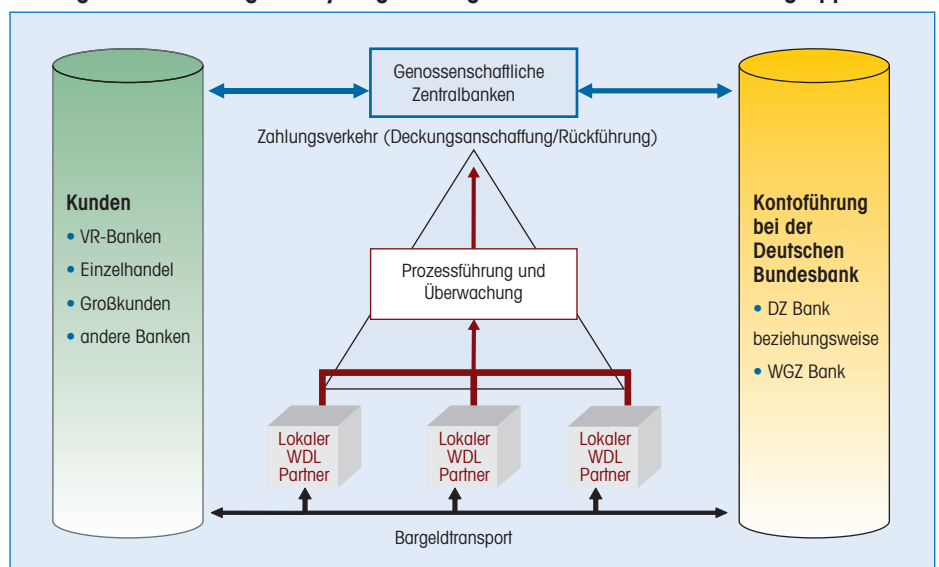 Genossenschaftliche
Zentralbanken
Zahlungsverkehr (Deckungsanschaffung/Rückführung)
Kunden
• VR-Banken
• Einzelhandel
• Großkunden
• andere Banken
Prozessführung und
Überwachung
Kontoführung
bei der
Deutschen
Bundesbank
• DZ Bank
beziehungsweise
• WGZ Bank
Lokaler
WDL
Partner
Lokaler
WDL
Partner
Lokaler
WDL
Partner
Bargeldtransport